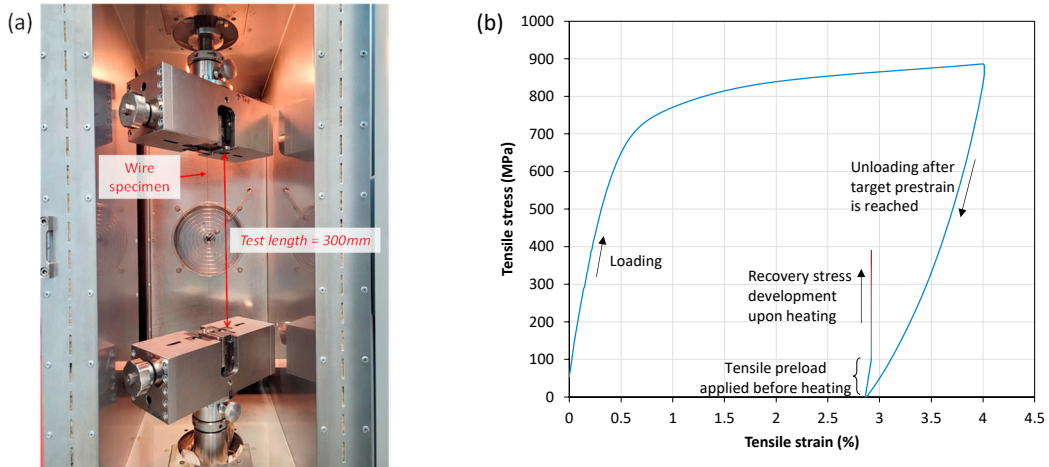 (a)
Wire
specimen
Test length = 300mm
(b)
Tensile stress (MPa)
1000
900
800
700
600
500
400
300
200
100
0
Loading
Unloading after
target prestrain
is reached
Recovery stress
development
upon heating
Tensile preload
applied before heating
0 0.5 1 1.5 2 2.5 3 3.5 4 4.5
Tensile strain (%)